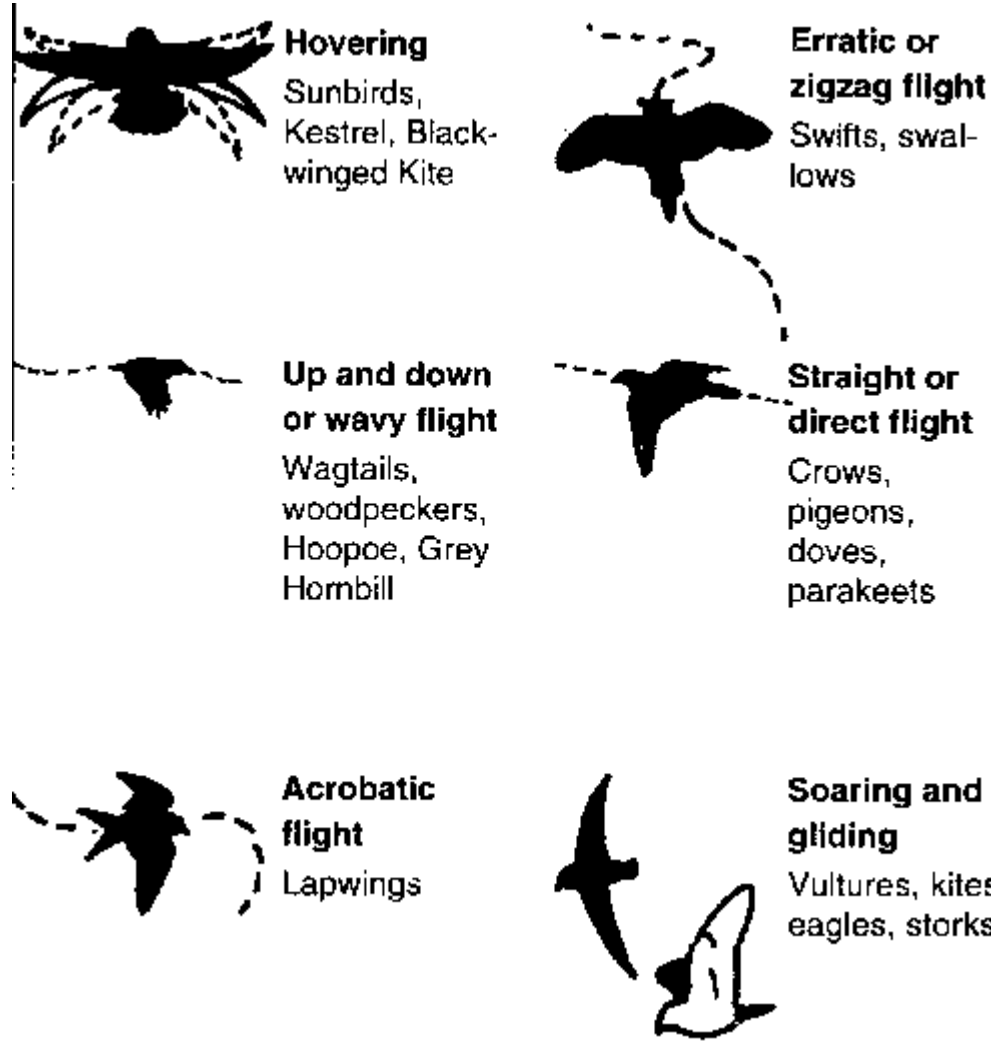 Hovering
Sunbirds,
Kestrel, Black-
winged Kite
Erratic or
zigzag flight
Swifts, swal-
lows
Up and down
or wavy flight
Wagtails,
woodpeckers,
Hoopoe, Grey
Hornbill
Straight or
direct flight
Crows,
pigeons,
doves,
parakeets
Acrobatic
flight
Lapwings
Soaring and
gliding
Vultures, kites
eagles, storks